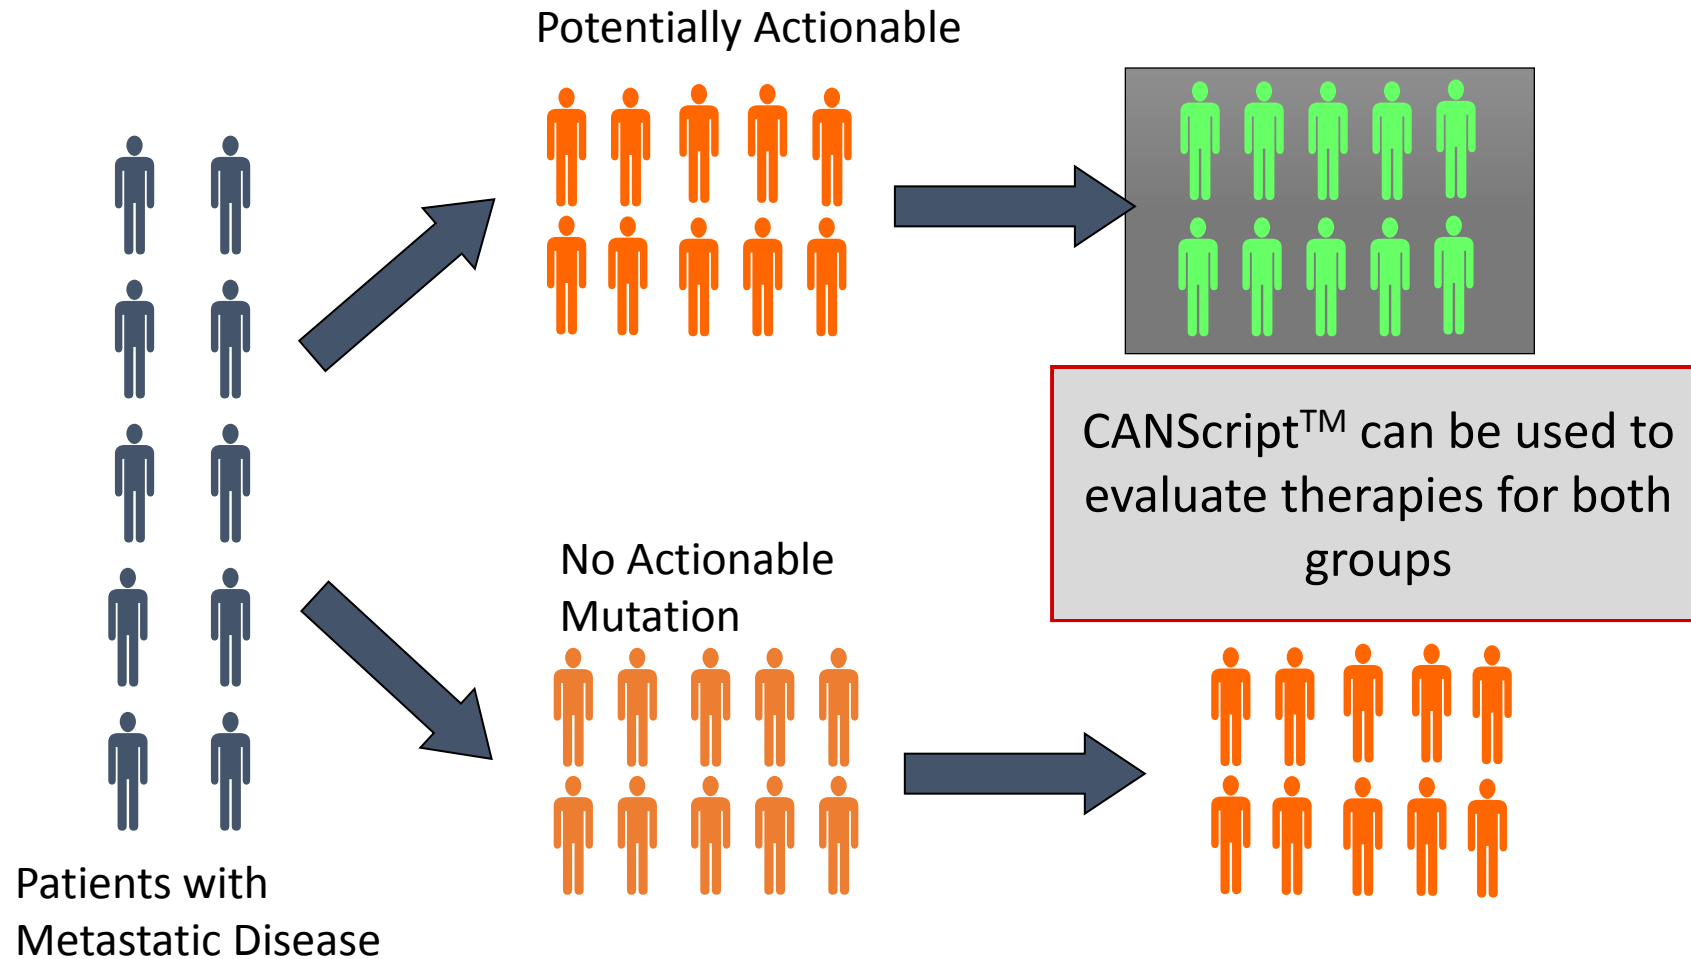 Potentially Actionable
CANScript™ can be used to
evaluate therapies for both
groups
No Actionable
Mutation
Patients with
Metastatic Disease